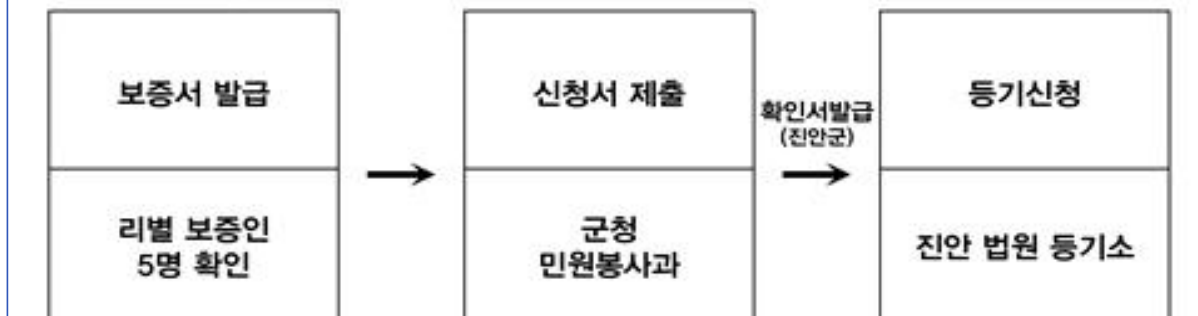 보증서 발급
리별 보증인
5명 확인
신청서 제출
군청
민원봉사과
확인서발급
(진안군)
등기신청
진안 법원 등기소